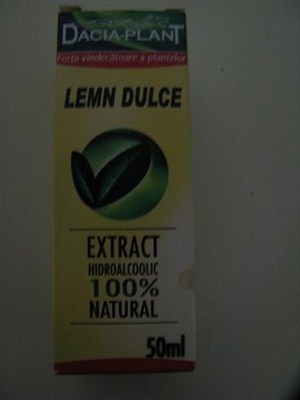 DACIA-PLANT
Forța vindecătoare a plantelor
LEMN DULCE
EXTRACT
HIDROALCOOLIC
100%
NATURAL
50ml